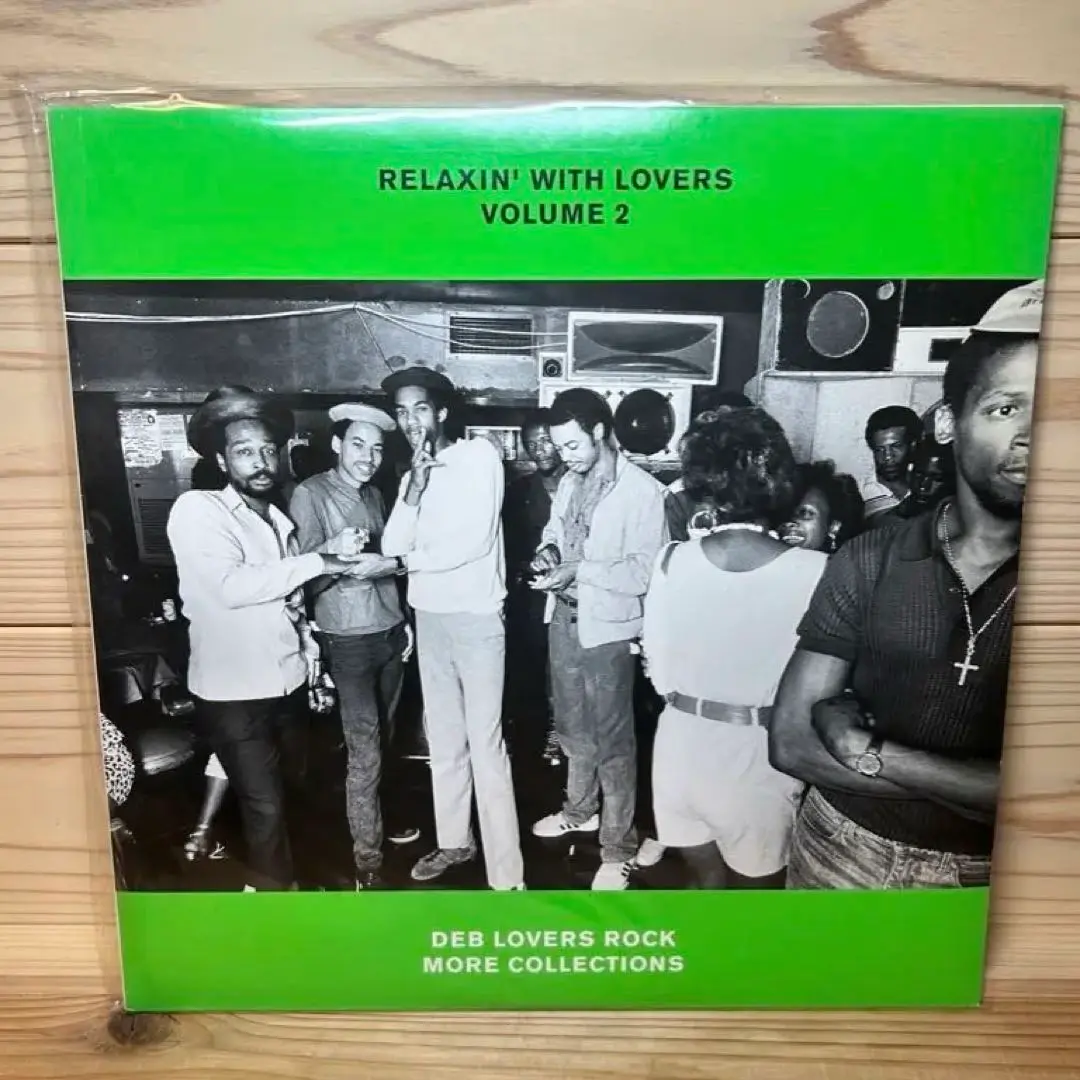 RELAXIN' WITH LOVERS
VOLUME 2
DEB LOVERS ROCK
MORE COLLECTIONS